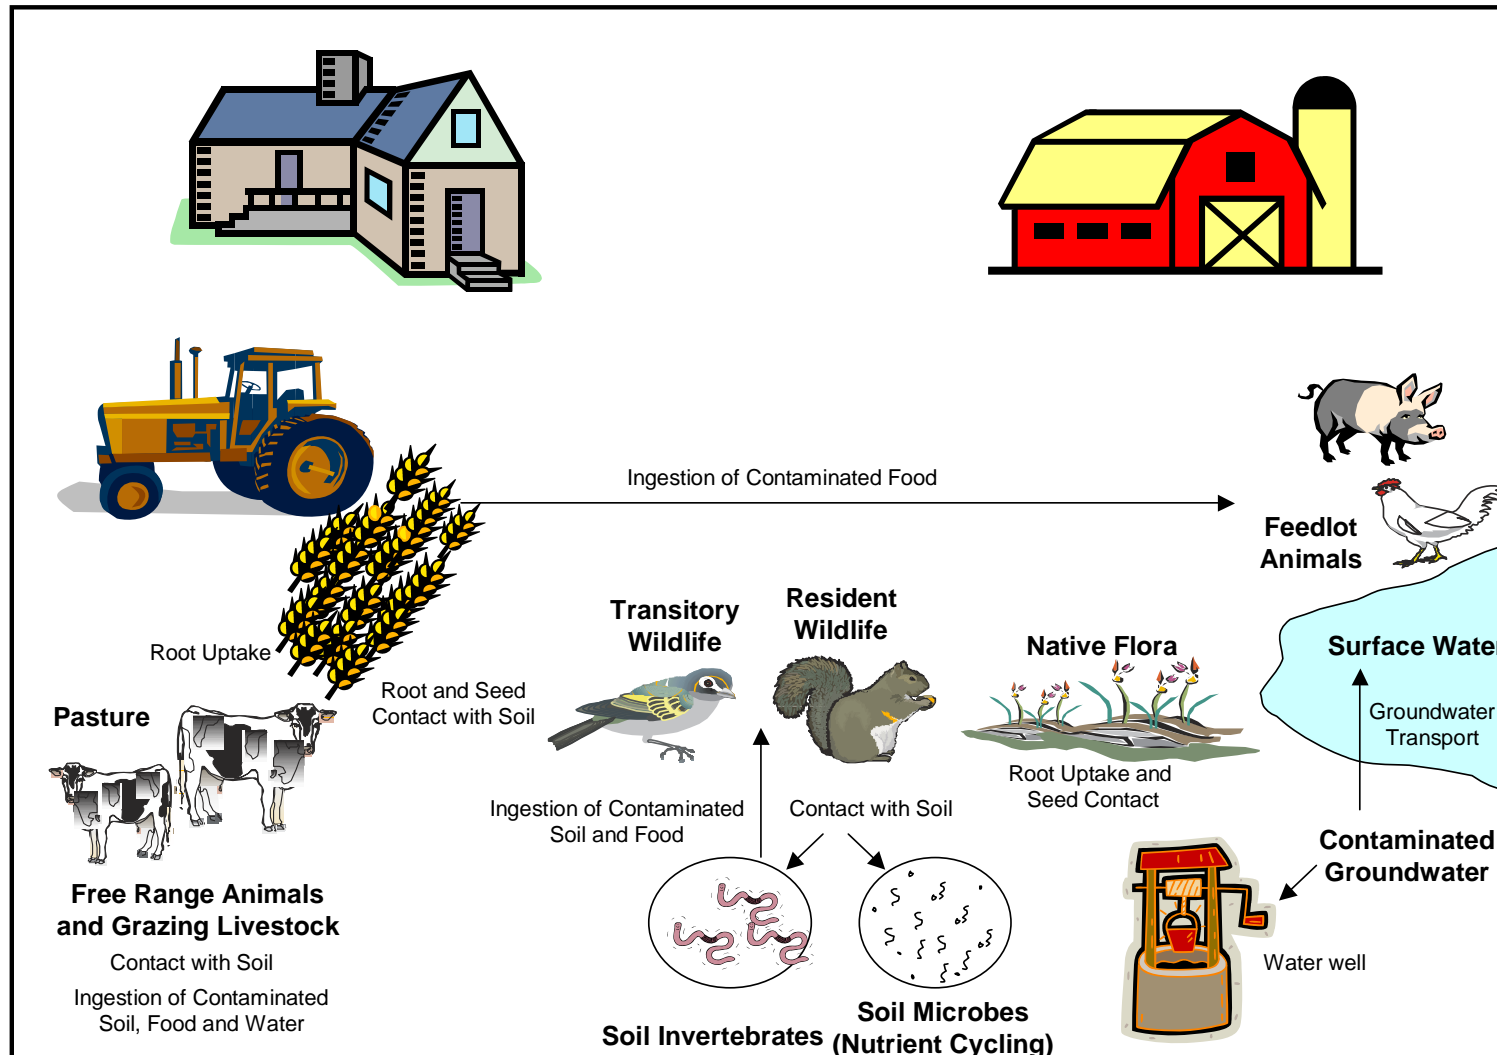 Ingestion of Contaminated Food
Feedlot
Animals
Transitory
Wildlife
Resident
Wildlife
Native Flora
Surface Water
Root Uptake
Root and Seed
Contact with Soil
Pasture
Groundwater
Transport
Root Uptake and
Seed Contact
Ingestion of Contaminated
Soil and Food
Contact with Soil
Contaminated
Groundwater
Free Range Animals
and Grazing Livestock
Contact with Soil
Ingestion of Contaminated
Soil, Food and Water
Water well
Soil Invertebrates
Soil Microbes
(Nutrient Cycling)